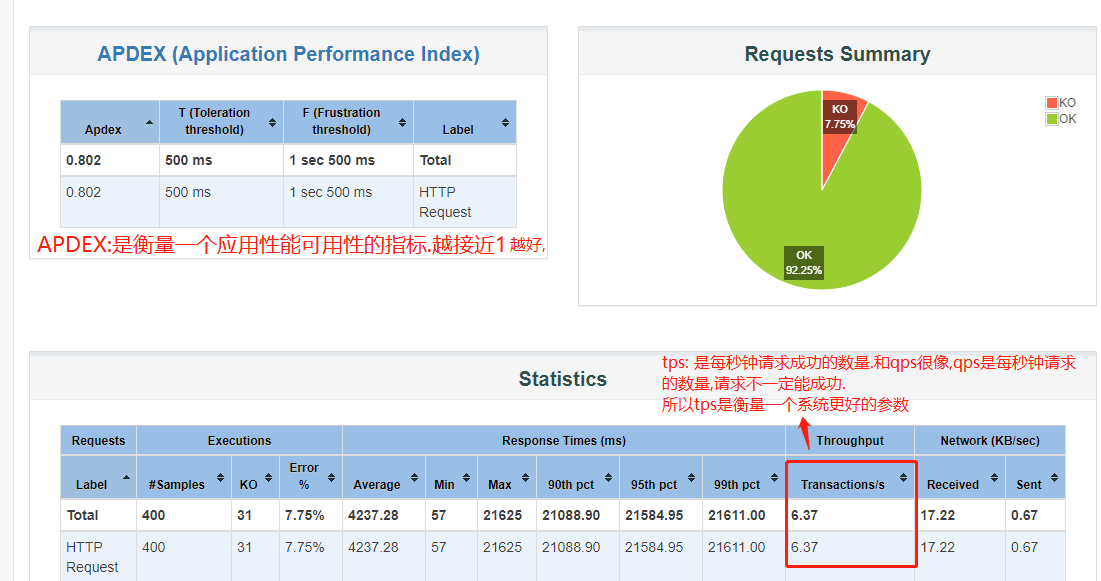 APDEX (Application Performance Index)
Apdex
T (Toleration
threshold)
F (Frustration
threshold)
Label
0.802 500 ms 1 sec 500 ms Total
0.802 500 ms 1 sec 500 ms HTTP
Request
APDEX:是衡量一个应用性能可用性的指标.越接近1 越好,
Requests Summary
KO
7.75%
OK
92.25%
KO
OK
Statistics
tps: 是每秒钟请求成功的数量.和qps很像,qps是每秒钟请求
的数量,请求不一定能成功.
所以tps是衡量一个系统更好的参数
Requests Executions Response Times (ms) Throughput Network (KB/sec)
Label #Samples KO Error
% Average Min Max 90th pct 95th pct 99th pct Transactions/s Received Sent
Total 400 31 7.75% 4237.28 57 21625 21088.90 21584.95 21611.00 6.37 17.22 0.67
HTTP
Request 400 31 7.75% 4237.28 57 21625 21088.90 21584.95 21611.00 6.37 17.22 0.67